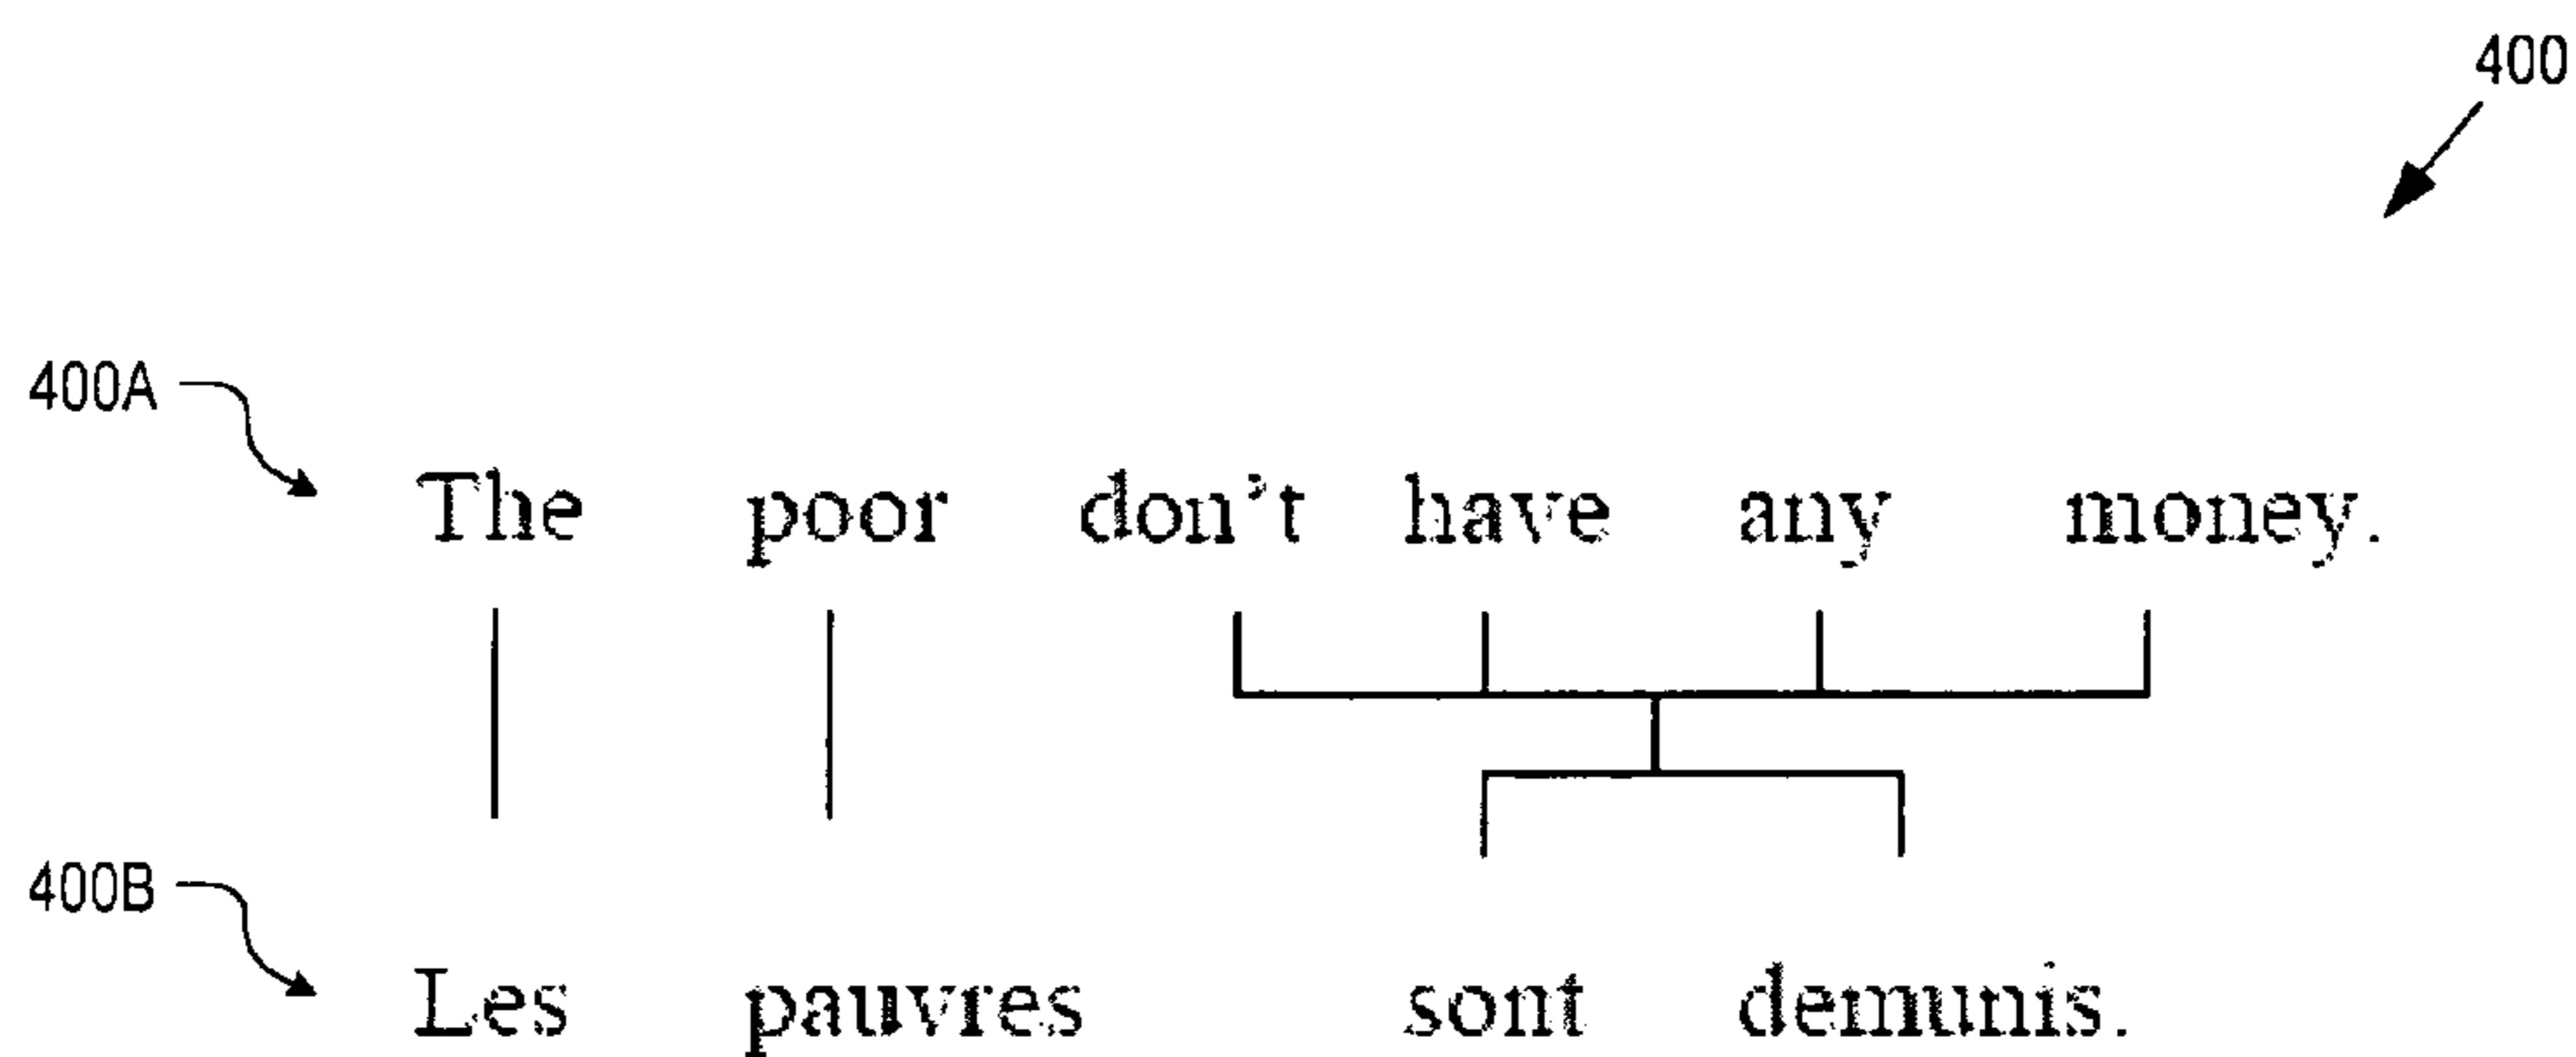 400
400A
The poor don't have any money.
400B
Les pauvres sont demunis.